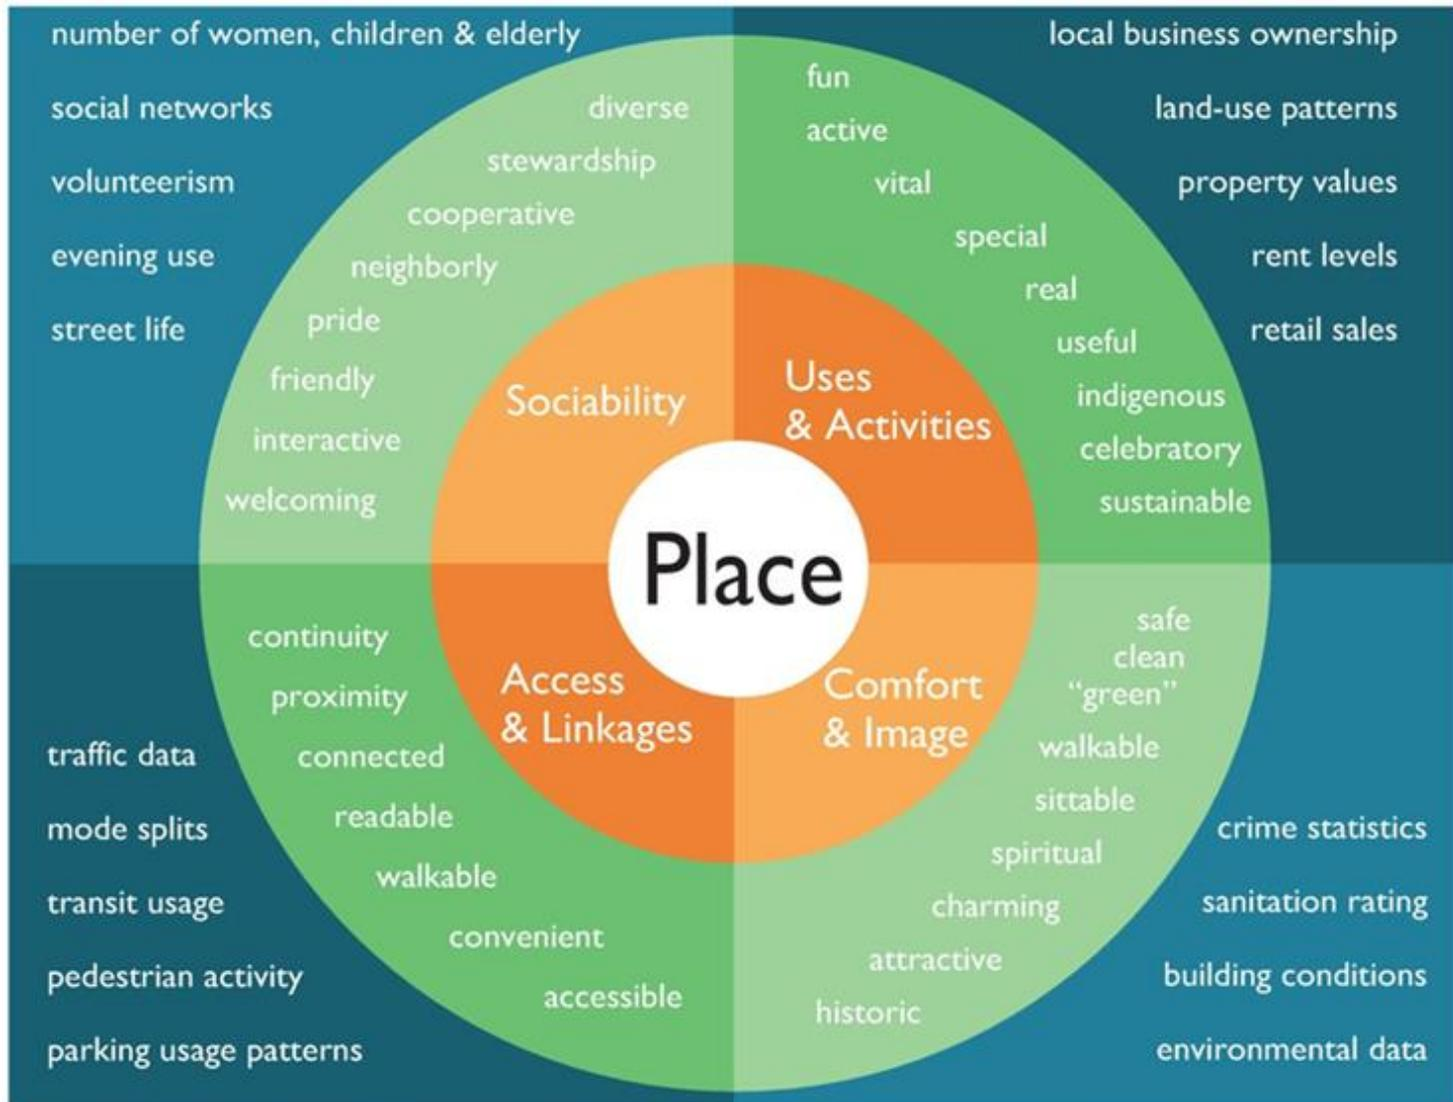 number of women, children & elderly
social networks
volunteerism
evening use
street life
diverse
stewardship
cooperative
neighborly
pride
friendly
interactive
welcoming
Sociability
fun
active
vital
special
real
useful
indigenous
celebratory
sustainable
Uses
& Activities
local business ownership
land-use patterns
property values
rent levels
retail sales
Place
continuity
proximity
connected
readable
walkable
convenient
accessible
Access
& Linkages
traffic data
mode splits
transit usage
pedestrian activity
parking usage patterns
Comfort
& Image
safe
clean
“green”
walkable
sittable
spiritual
charming
attractive
historic
crime statistics
sanitation rating
building conditions
environmental data